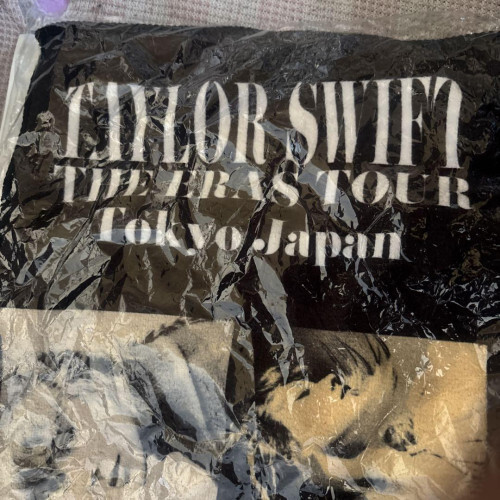 TAYLOR SWIFT
THE ERAS TOUR
Tokyo Japan